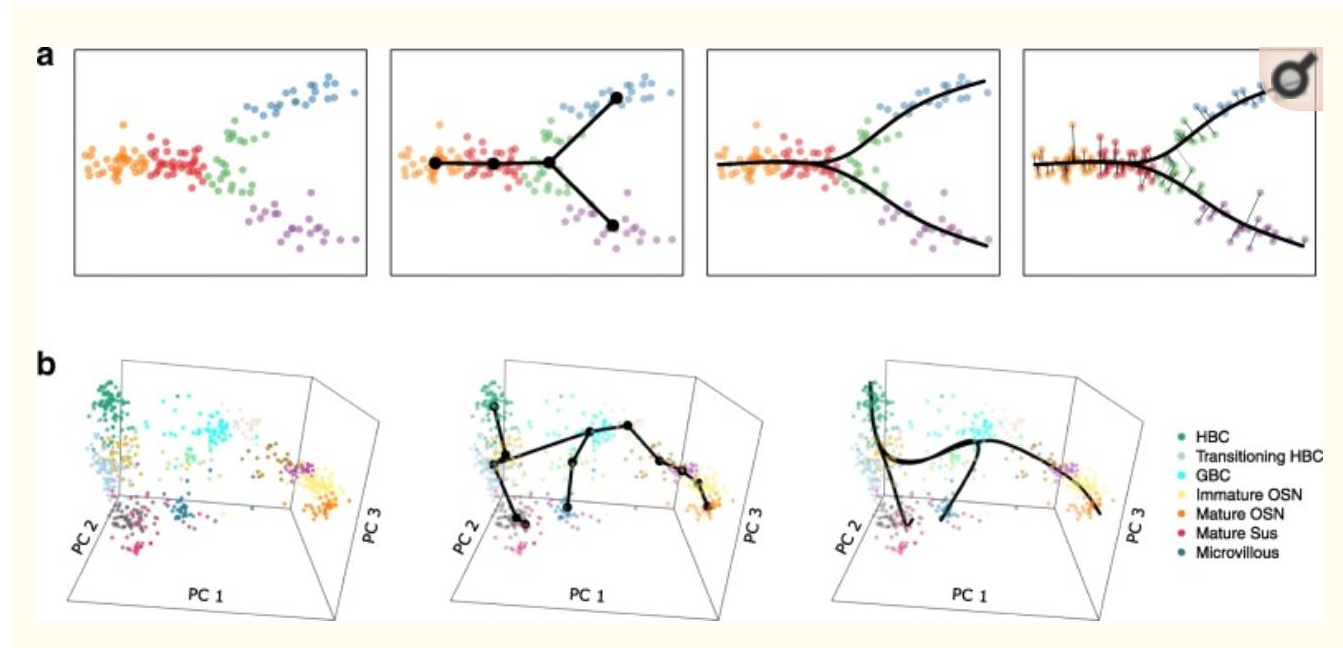 a
b
PC 2
PC 1
PC 3
PC 2
PC 1
PC 3
PC 2
PC 1
PC 3
HBC
Transitioning HBC
GBC
Immature OSN
Mature OSN
Mature Sus
Microvillous